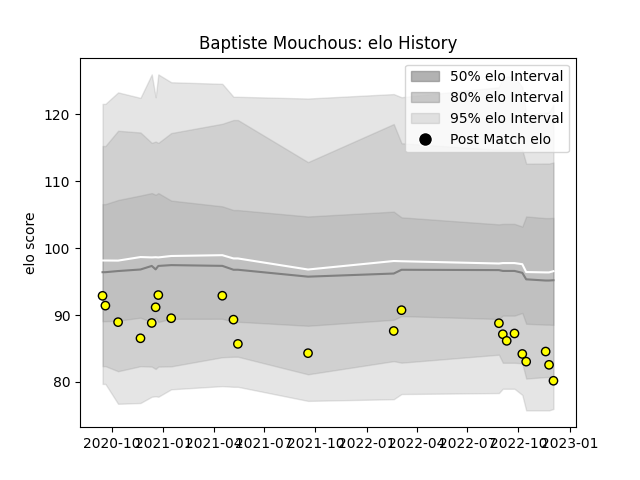 Baptiste Mouchous: elo History
50% elo Interval
80% elo Interval
95% elo Interval
Post Match elo
elo score
120
110
100
90
80
2020-10 2021-01 2021-04 2021-07 2021-10 2022-01 2022-04 2022-07 2022-10 2023-01